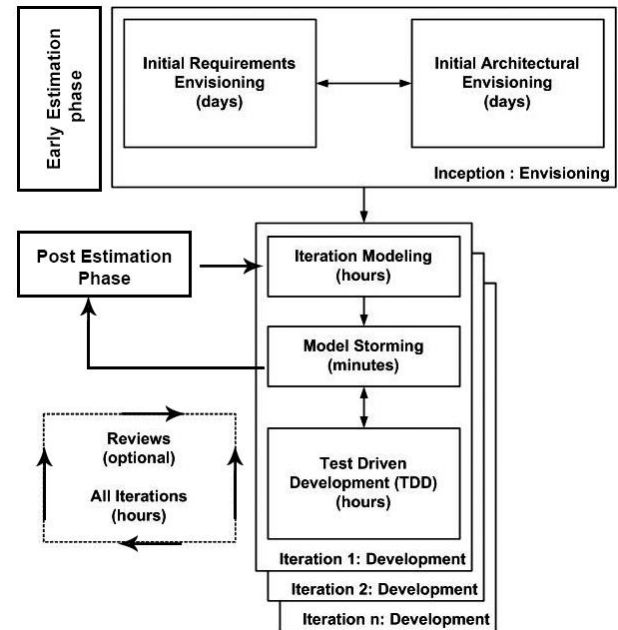 Early Estimation
phase
Initial Requirements
Envisioning
(days)
Initial Architectural
Envisioning
(days)
Inception : Envisioning
Post Estimation
Phase
Iteration Modeling
(hours)
Model Storming
(minutes)
Reviews
(optional)
All Iterations
(hours)
Test Driven
Development (TDD)
(hours)
Iteration 1: Development
Iteration 2: Development
Iteration n: Development